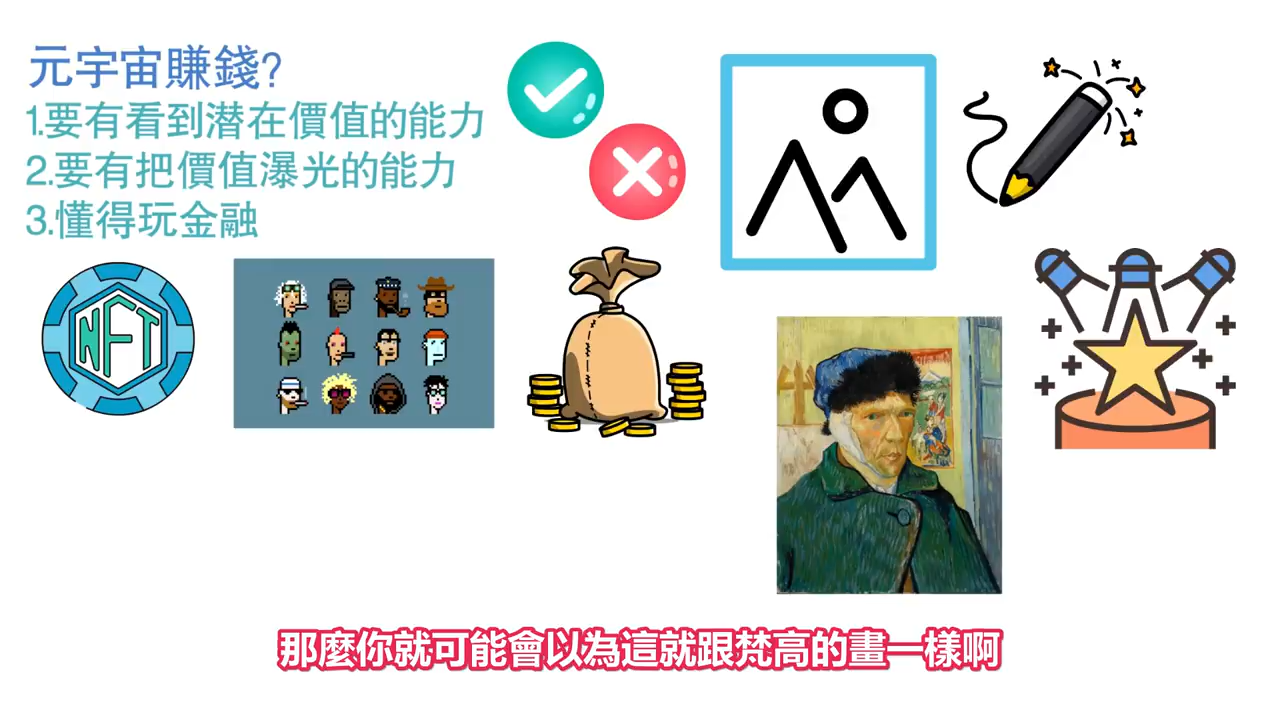 元宇宙賺錢?
1.要有看到潜在價值的能力
2.要有把價值瀑光的能力
3.懂得玩金融
NFT
那麼你就可能會以為這就跟梵高的畫一樣啊